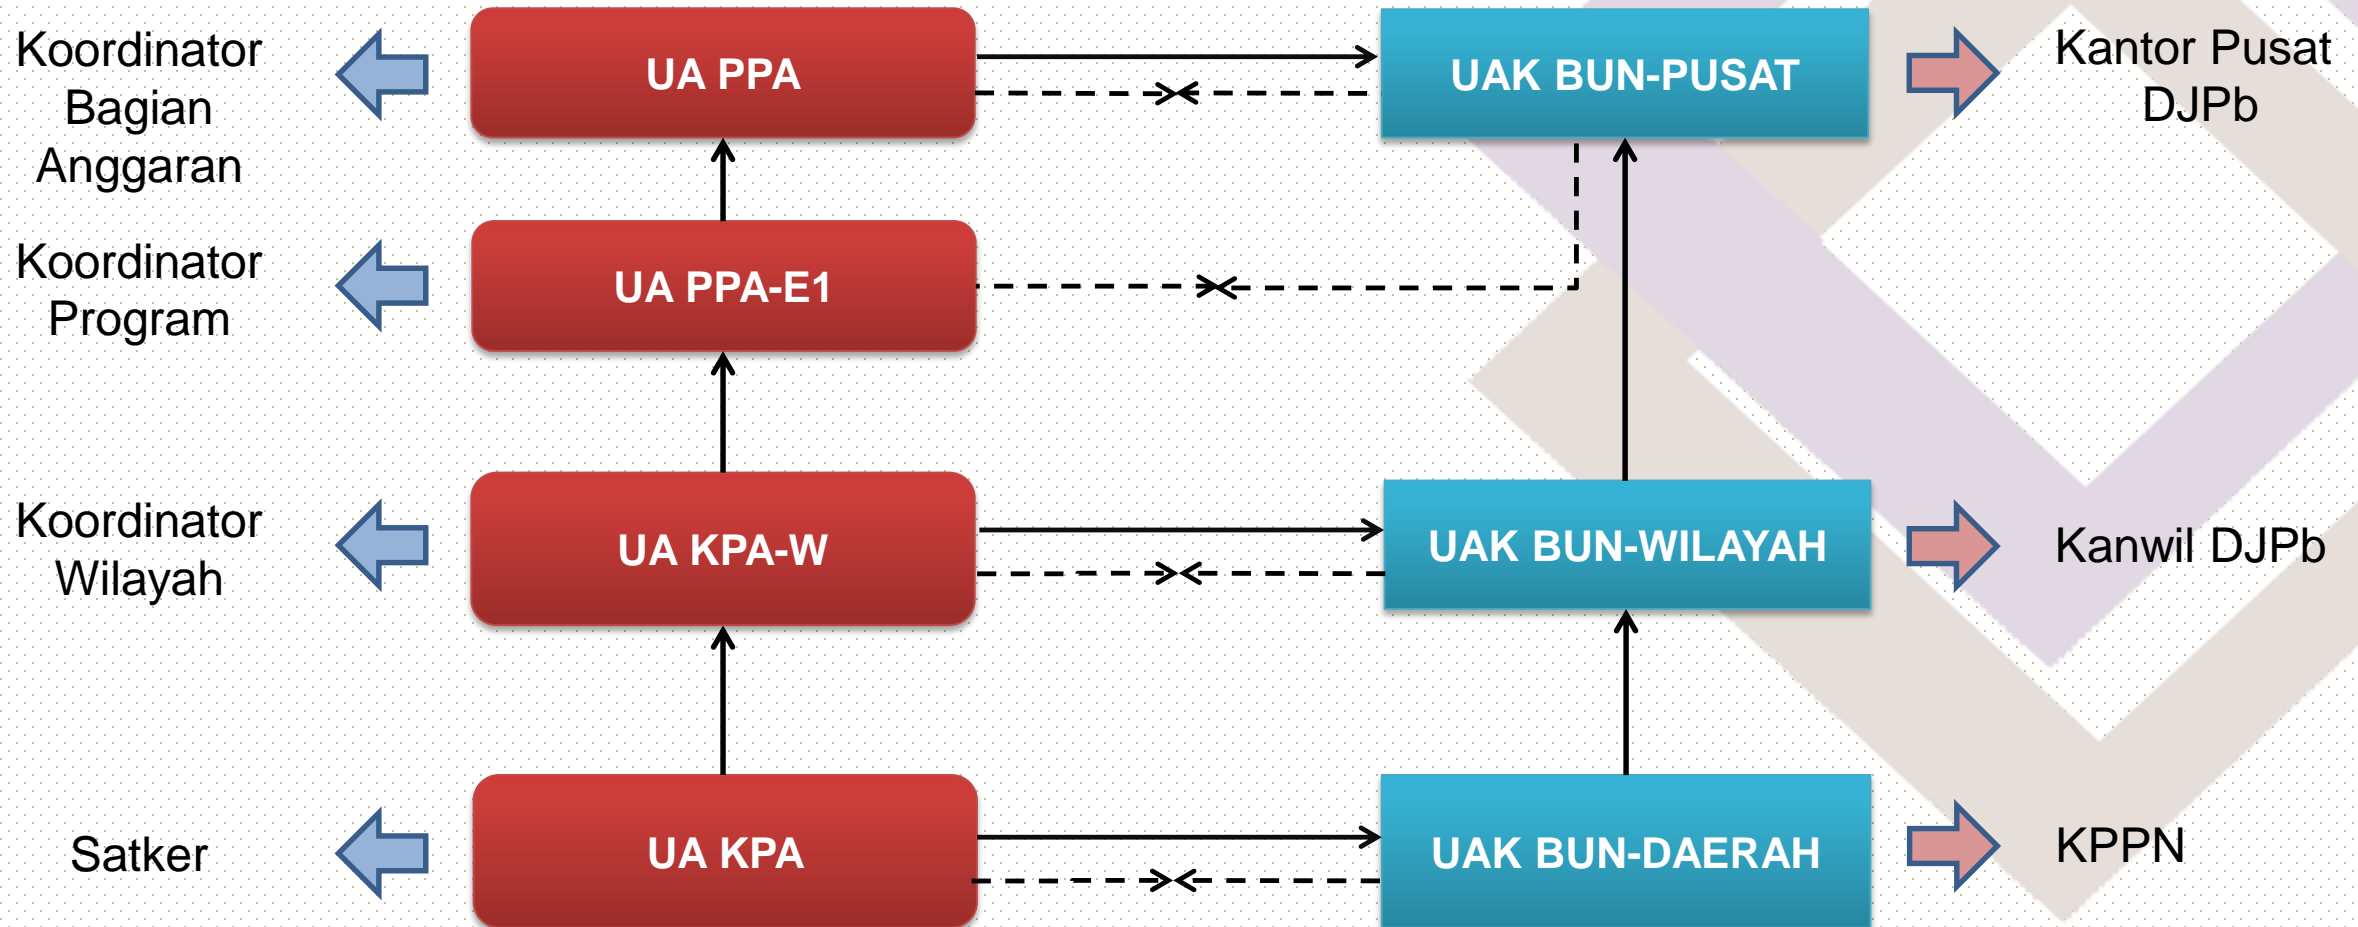 Koordinator
Bagian
Anggaran
UA PPA
UAK BUN-PUSAT
Kantor Pusat
DJPb
Koordinator
Program
UA PPA-E1
Koordinator
Wilayah
UA KPA-W
UAK BUN-WILAYAH
Kanwil DJPb
Satker
UA KPA
UAK BUN-DAERAH
KPPN